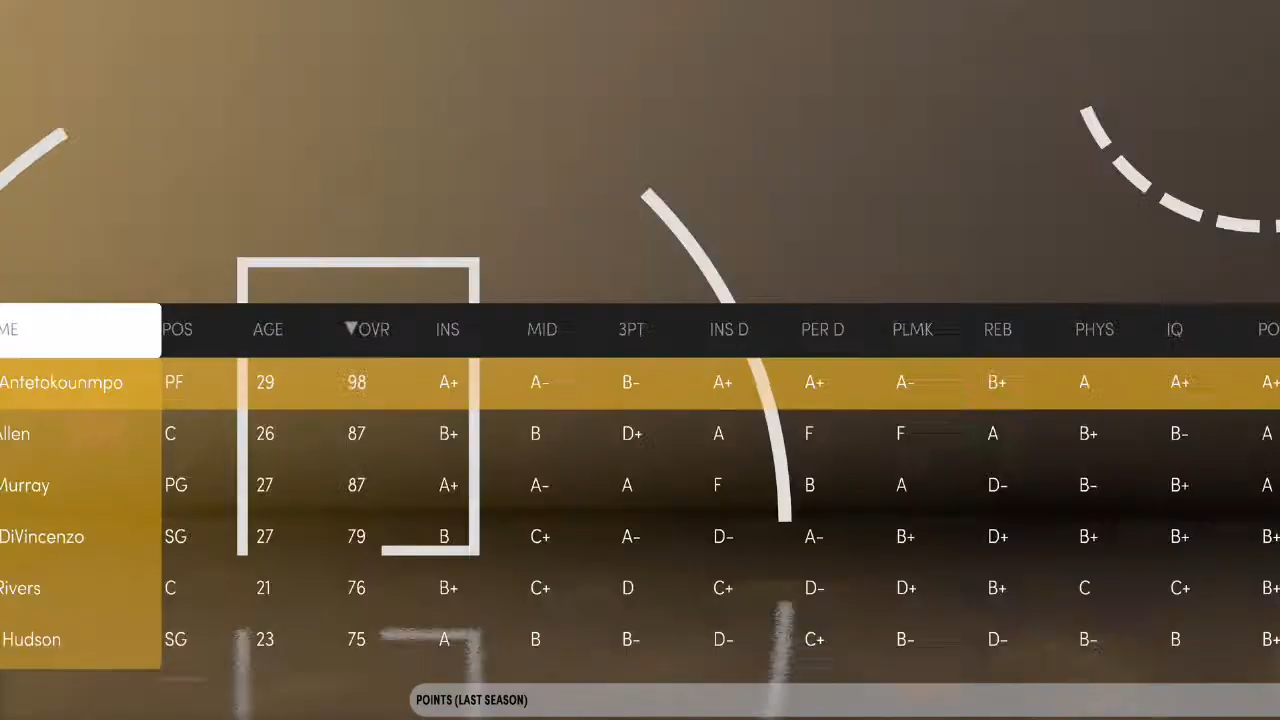 ME POS AGE ▼OVR INS MID 3PT INS D PER D PLMK REB PHYS IQ PO
Antetokounmpo PF 29 98 A+ A- B- A+ A+ A- B+ A A+ A+
Allen C 26 87 B+ B D+ A F F A B+ B- A
Murray PG 27 87 A+ A- A F B A D- B- B+ A
DiVincenzo SG 27 79 B C+ A- D- A- B+ D+ B+ B+ B+
Rivers C 21 76 B+ C+ D C+ D- D+ B+ C C+ B+
Hudson SG 23 75 A B B- D- C+ B- D- B- B B+
POINTS (LAST SEASON)